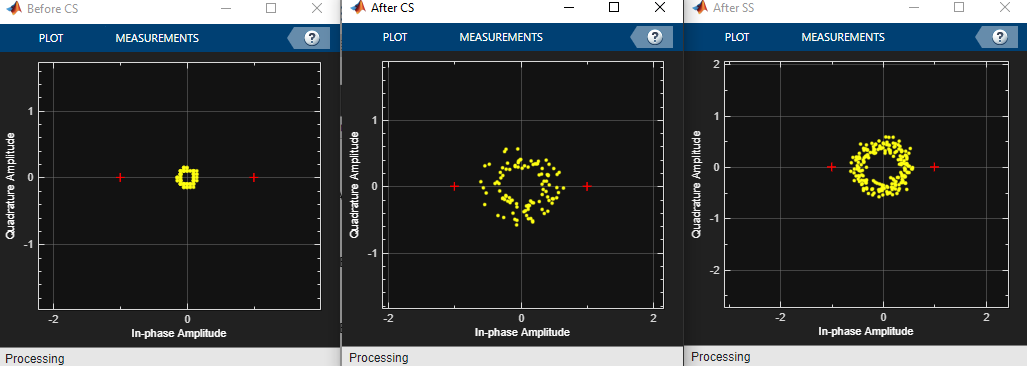 Before CS
PLOT MEASUREMENTS ?
1
0
-1
-2 0
Quadrature Amplitude
In-phase Amplitude
Processing
After CS
PLOT MEASUREMENTS ?
1
0
-1
-2 0 2
Quadrature Amplitude
In-phase Amplitude
Processing
After SS
PLOT MEASUREMENTS ?
2
1
0
-1
-2
-2 0 2
Quadrature Amplitude
In-phase Amplitude
Processing